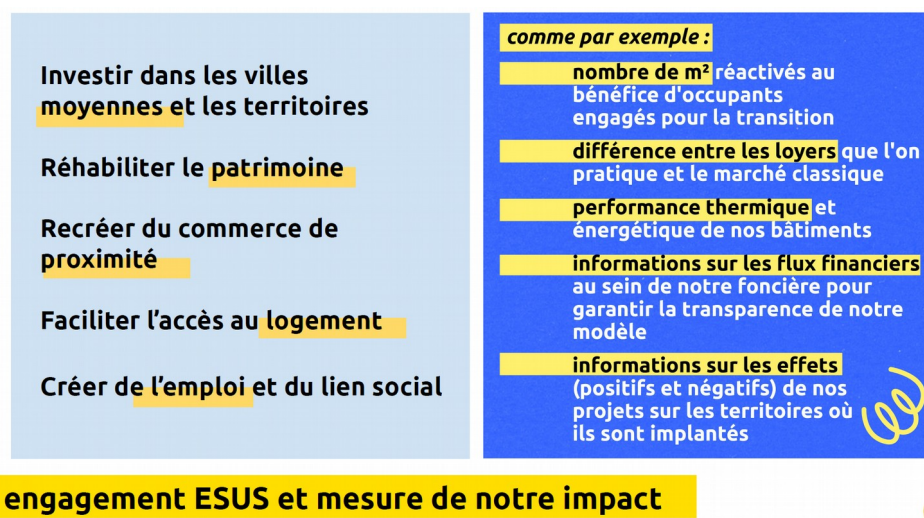 Investir dans les villes
moyennes et les territoires
Réhabiliter le patrimoine
Recréer du commerce de
proximité
Faciliter l’accès au logement
Créer de l’emploi et du lien social
comme par exemple :
nombre de m² réactivés au
bénéfice d'occupants
engagés pour la transition
différence entre les loyers que l'on
pratique et le marché classique
performance thermique et
énergétique de nos bâtiments
informations sur les flux financiers
au sein de notre foncière pour
garantir la transparence de notre
modèle
informations sur les effets
(positifs et négatifs) de nos
projets sur les territoires où
ils sont implantés
engagement ESUS et mesure de notre impact